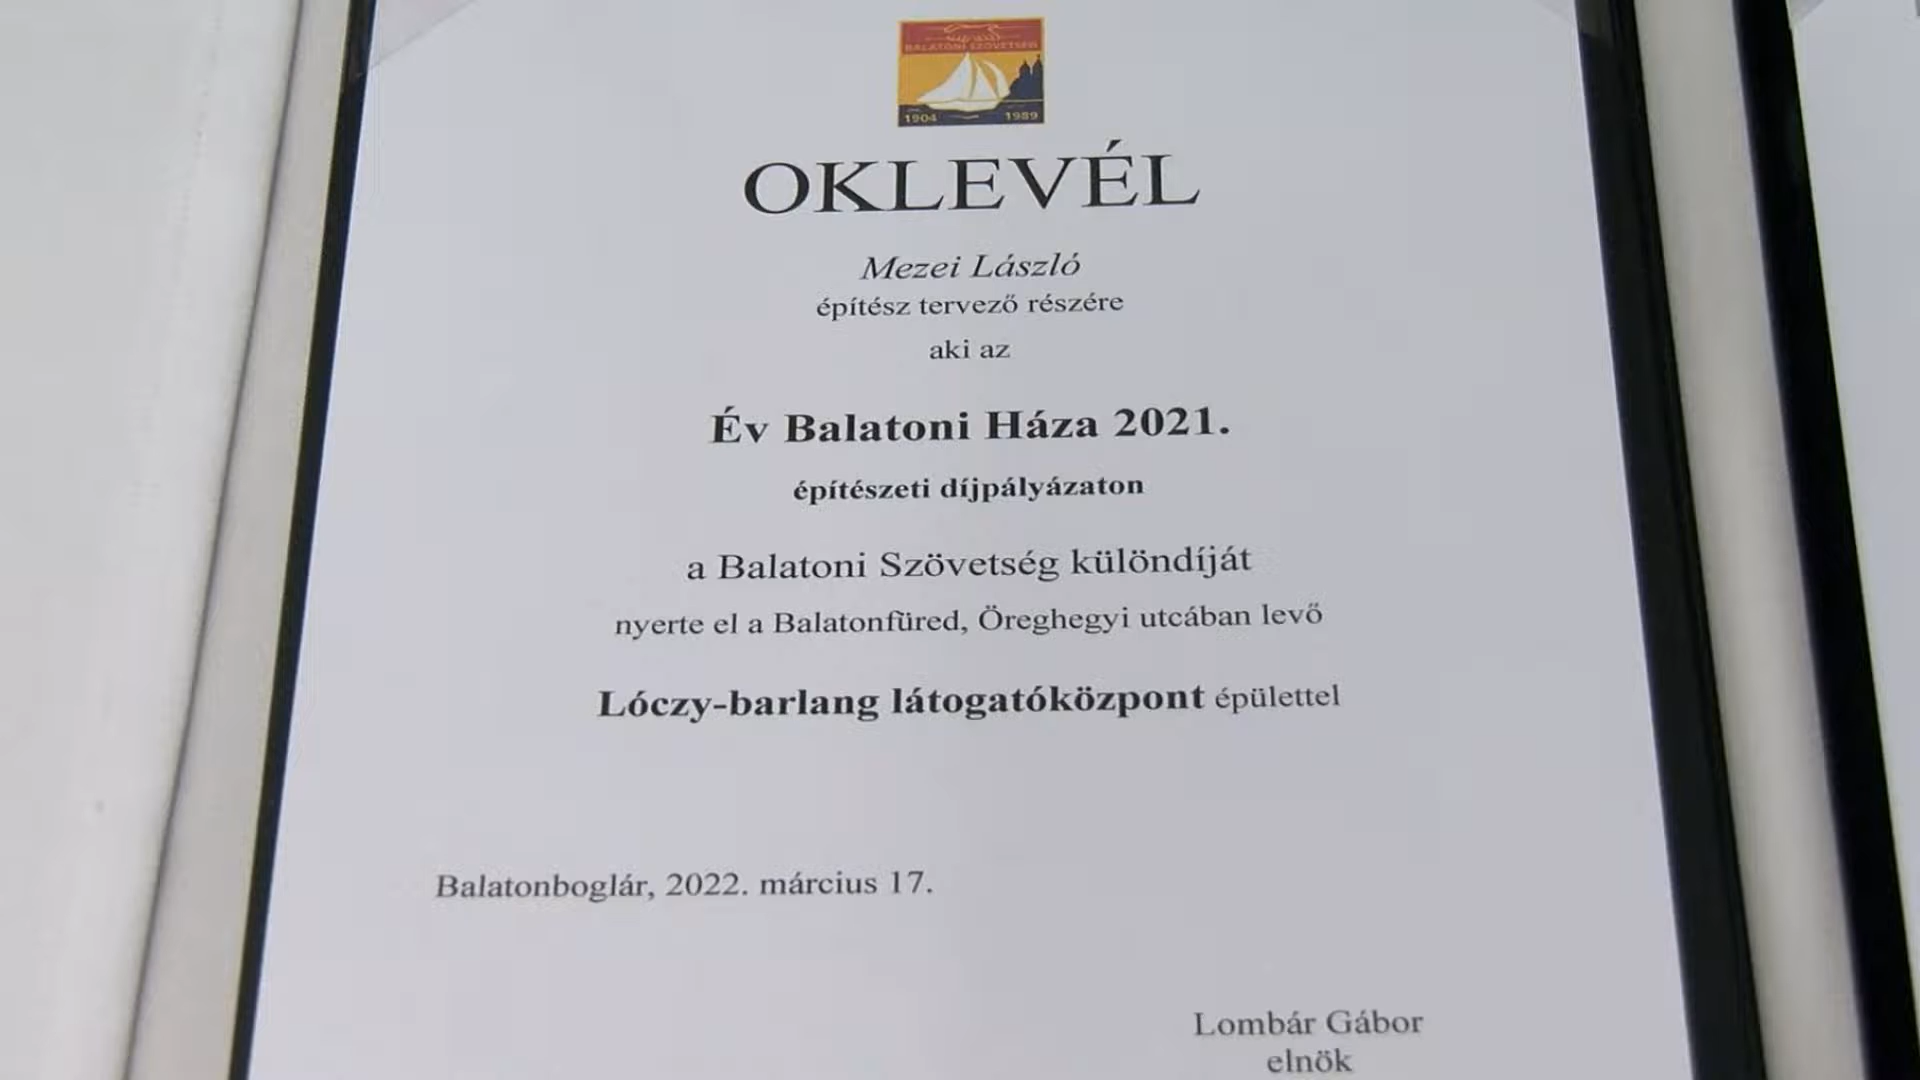 BALATONI SZÖVETSÉG
1904 1989
OKLEVÉL
Mezei László
építész tervező részére
aki az
Év Balatoni Háza 2021.
építészeti díjpályázaton
a Balatoni Szövetség különdíját
nyerte el a Balatonfüred, Öreghegyi utcában levő
Lóczy-barlang látogatóközpont épülettel
Balatonboglár, 2022. március 17.
Lombár Gábor
elnök